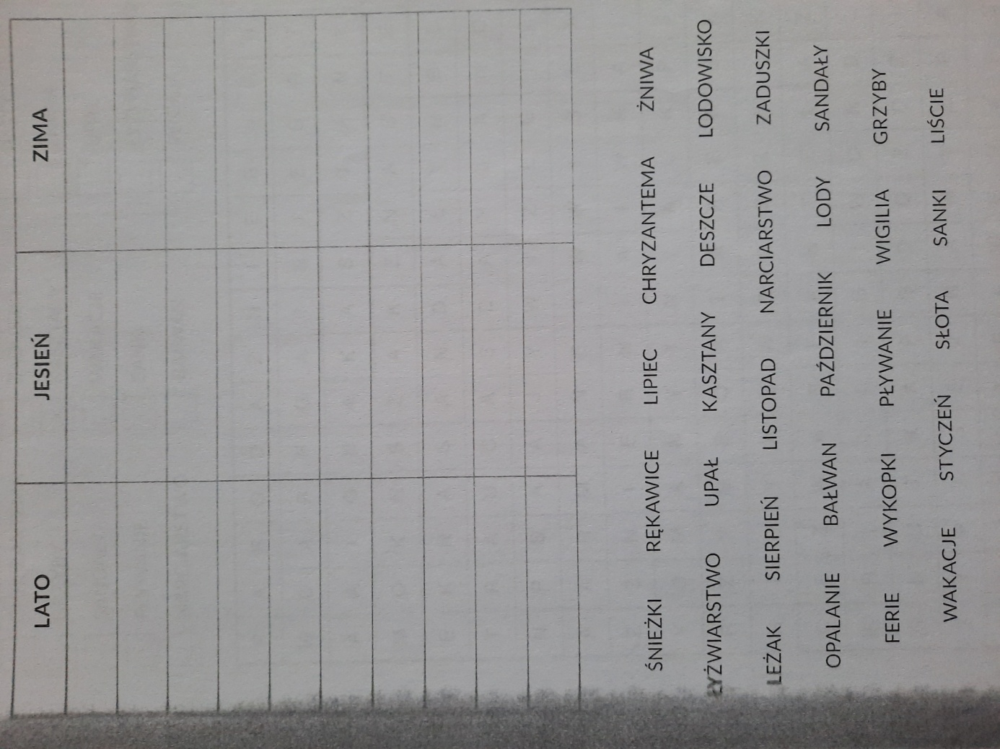 LATO JESIEŃ ZIMA
ŚNIEŻKI RĘKAWICE LIPIEC CHRYZANTEMA ŻNIWA
ŁYŻWIARSTWO UPAŁ KASZTANY DESZCZE LODOWISKO
LEŻAK SIERPIEŃ LISTOPAD NARCIARSTWO ZADUSZKI
OPALANIE BAŁWAN PAŹDZIERNIK LODY SANDAŁY
FERIE WYKOPKI PŁYWANIE WIGILIA GRZYBY
WAKACJE STYCZEŃ SŁOTA SANKI LIŚCIE